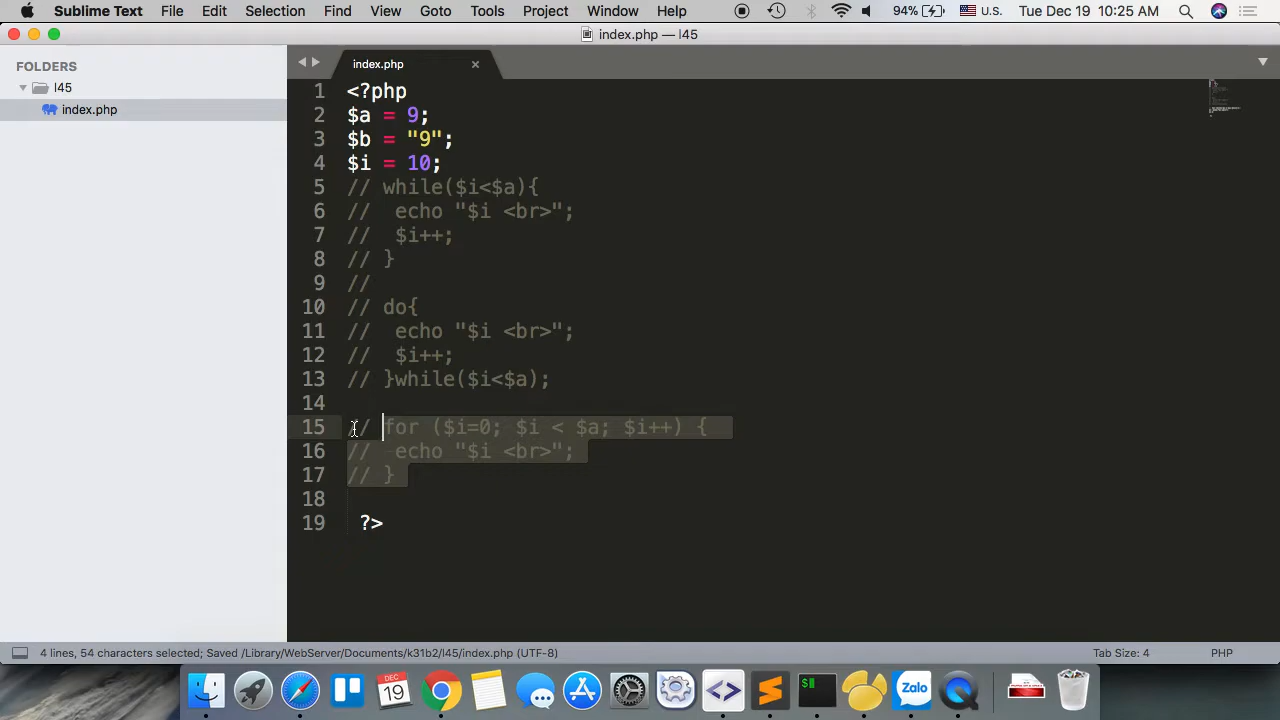 Sublime Text File Edit Selection Find View Goto Tools Project Window Help 94% U.S. Tue Dec 19 10:25 AM
index.php — l45
FOLDERS
l45
index.php
index.php
1 <?php
2 $a = 9;
3 $b = "9";
4 $i = 10;
5 // while($i<$a){
6 // echo "$i <br>";
7 // $i++;
8 // }
9 //
10 // do{
11 // echo "$i <br>";
12 // $i++;
13 // }while($i<$a);
14
15 // for ($i=0; $i < $a; $i++) {
16 // echo "$i <br>";
17 // }
18
19 ?>
4 lines, 54 characters selected; Saved /Library/WebServer/Documents/k31b2/l45/index.php (UTF-8) Tab Size: 4 PHP
DEC
19
$
Zalo